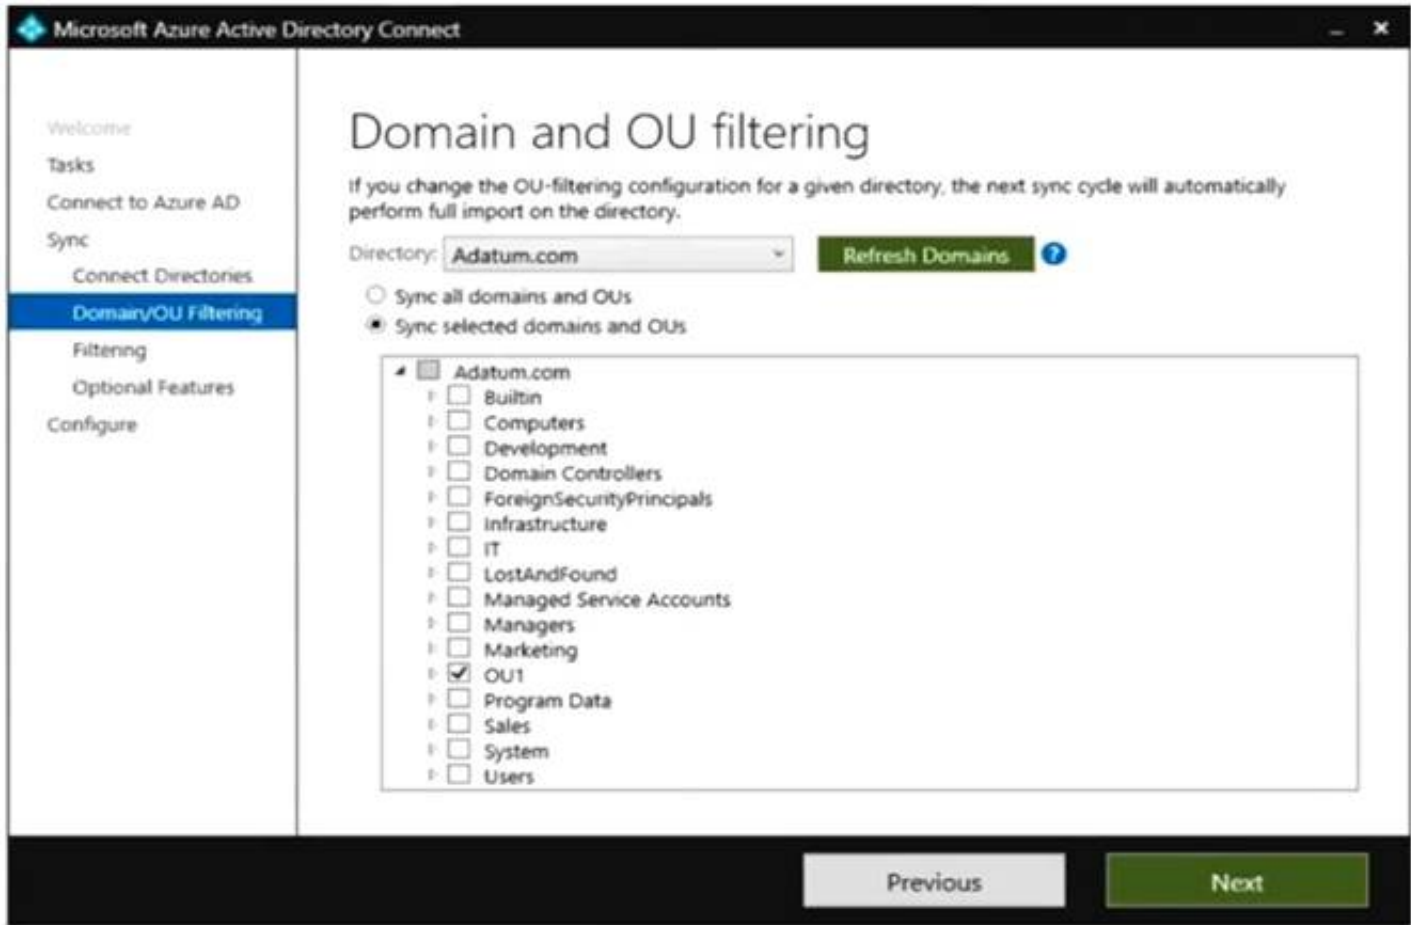 Microsoft Azure Active Directory Connect
Welcome
Tasks
Connect to Azure AD
Sync
Connect Directories
Domain/OU Filtering
Filtering
Optional Features
Configure
Domain and OU filtering
If you change the OU-filtering configuration for a given directory, the next sync cycle will automatically
perform full import on the directory.
Directory: Adatum.com Refresh Domains ?
Sync all domains and OUs
Sync selected domains and OUs
Adatum.com
Builtin
Computers
Development
Domain Controllers
ForeignSecurityPrincipals
Infrastructure
IT
LostAndFound
Managed Service Accounts
Managers
Marketing
OU1
Program Data
Sales
System
Users
Previous Next